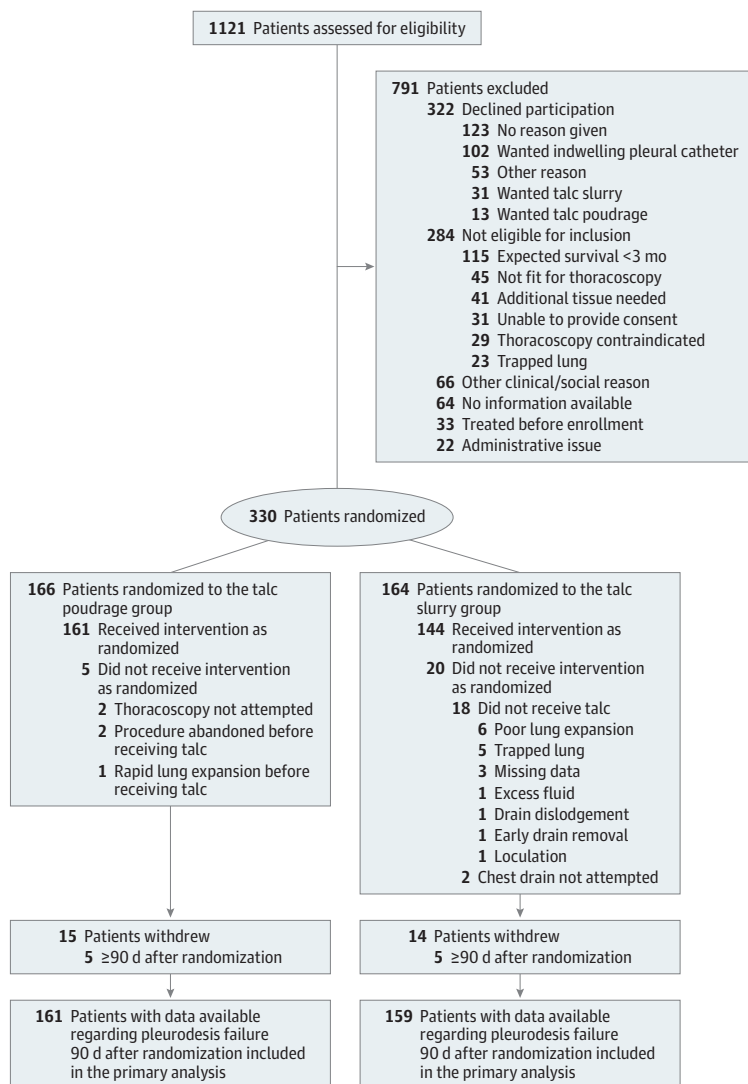 1121 Patients assessed for eligibility
791 Patients excluded
322 Declined participation
123 No reason given
102 Wanted indwelling pleural catheter
53 Other reason
31 Wanted talc slurry
13 Wanted talc poudrage
284 Not eligible for inclusion
115 Expected survival <3 mo
45 Not fit for thoracoscopy
41 Additional tissue needed
31 Unable to provide consent
29 Thoracoscopy contraindicated
23 Trapped lung
66 Other clinical/social reason
64 No information available
33 Treated before enrollment
22 Administrative issue
330 Patients randomized
166 Patients randomized to the talc
poudrage group
161 Received intervention as
randomized
5 Did not receive intervention
as randomized
2 Thoracoscopy not attempted
2 Procedure abandoned before
receiving talc
1 Rapid lung expansion before
receiving talc
164 Patients randomized to the talc
slurry group
144 Received intervention as
randomized
20 Did not receive intervention
as randomized
18 Did not receive talc
6 Poor lung expansion
5 Trapped lung
3 Missing data
1 Excess fluid
1 Drain dislodgement
1 Early drain removal
1 Loculation
2 Chest drain not attempted
15 Patients withdrew
5 ≥90 d after randomization
14 Patients withdrew
5 ≥90 d after randomization
161 Patients with data available
regarding pleurodesis failure
90 d after randomization included
in the primary analysis
159 Patients with data available
regarding pleurodesis failure
90 d after randomization included
in the primary analysis